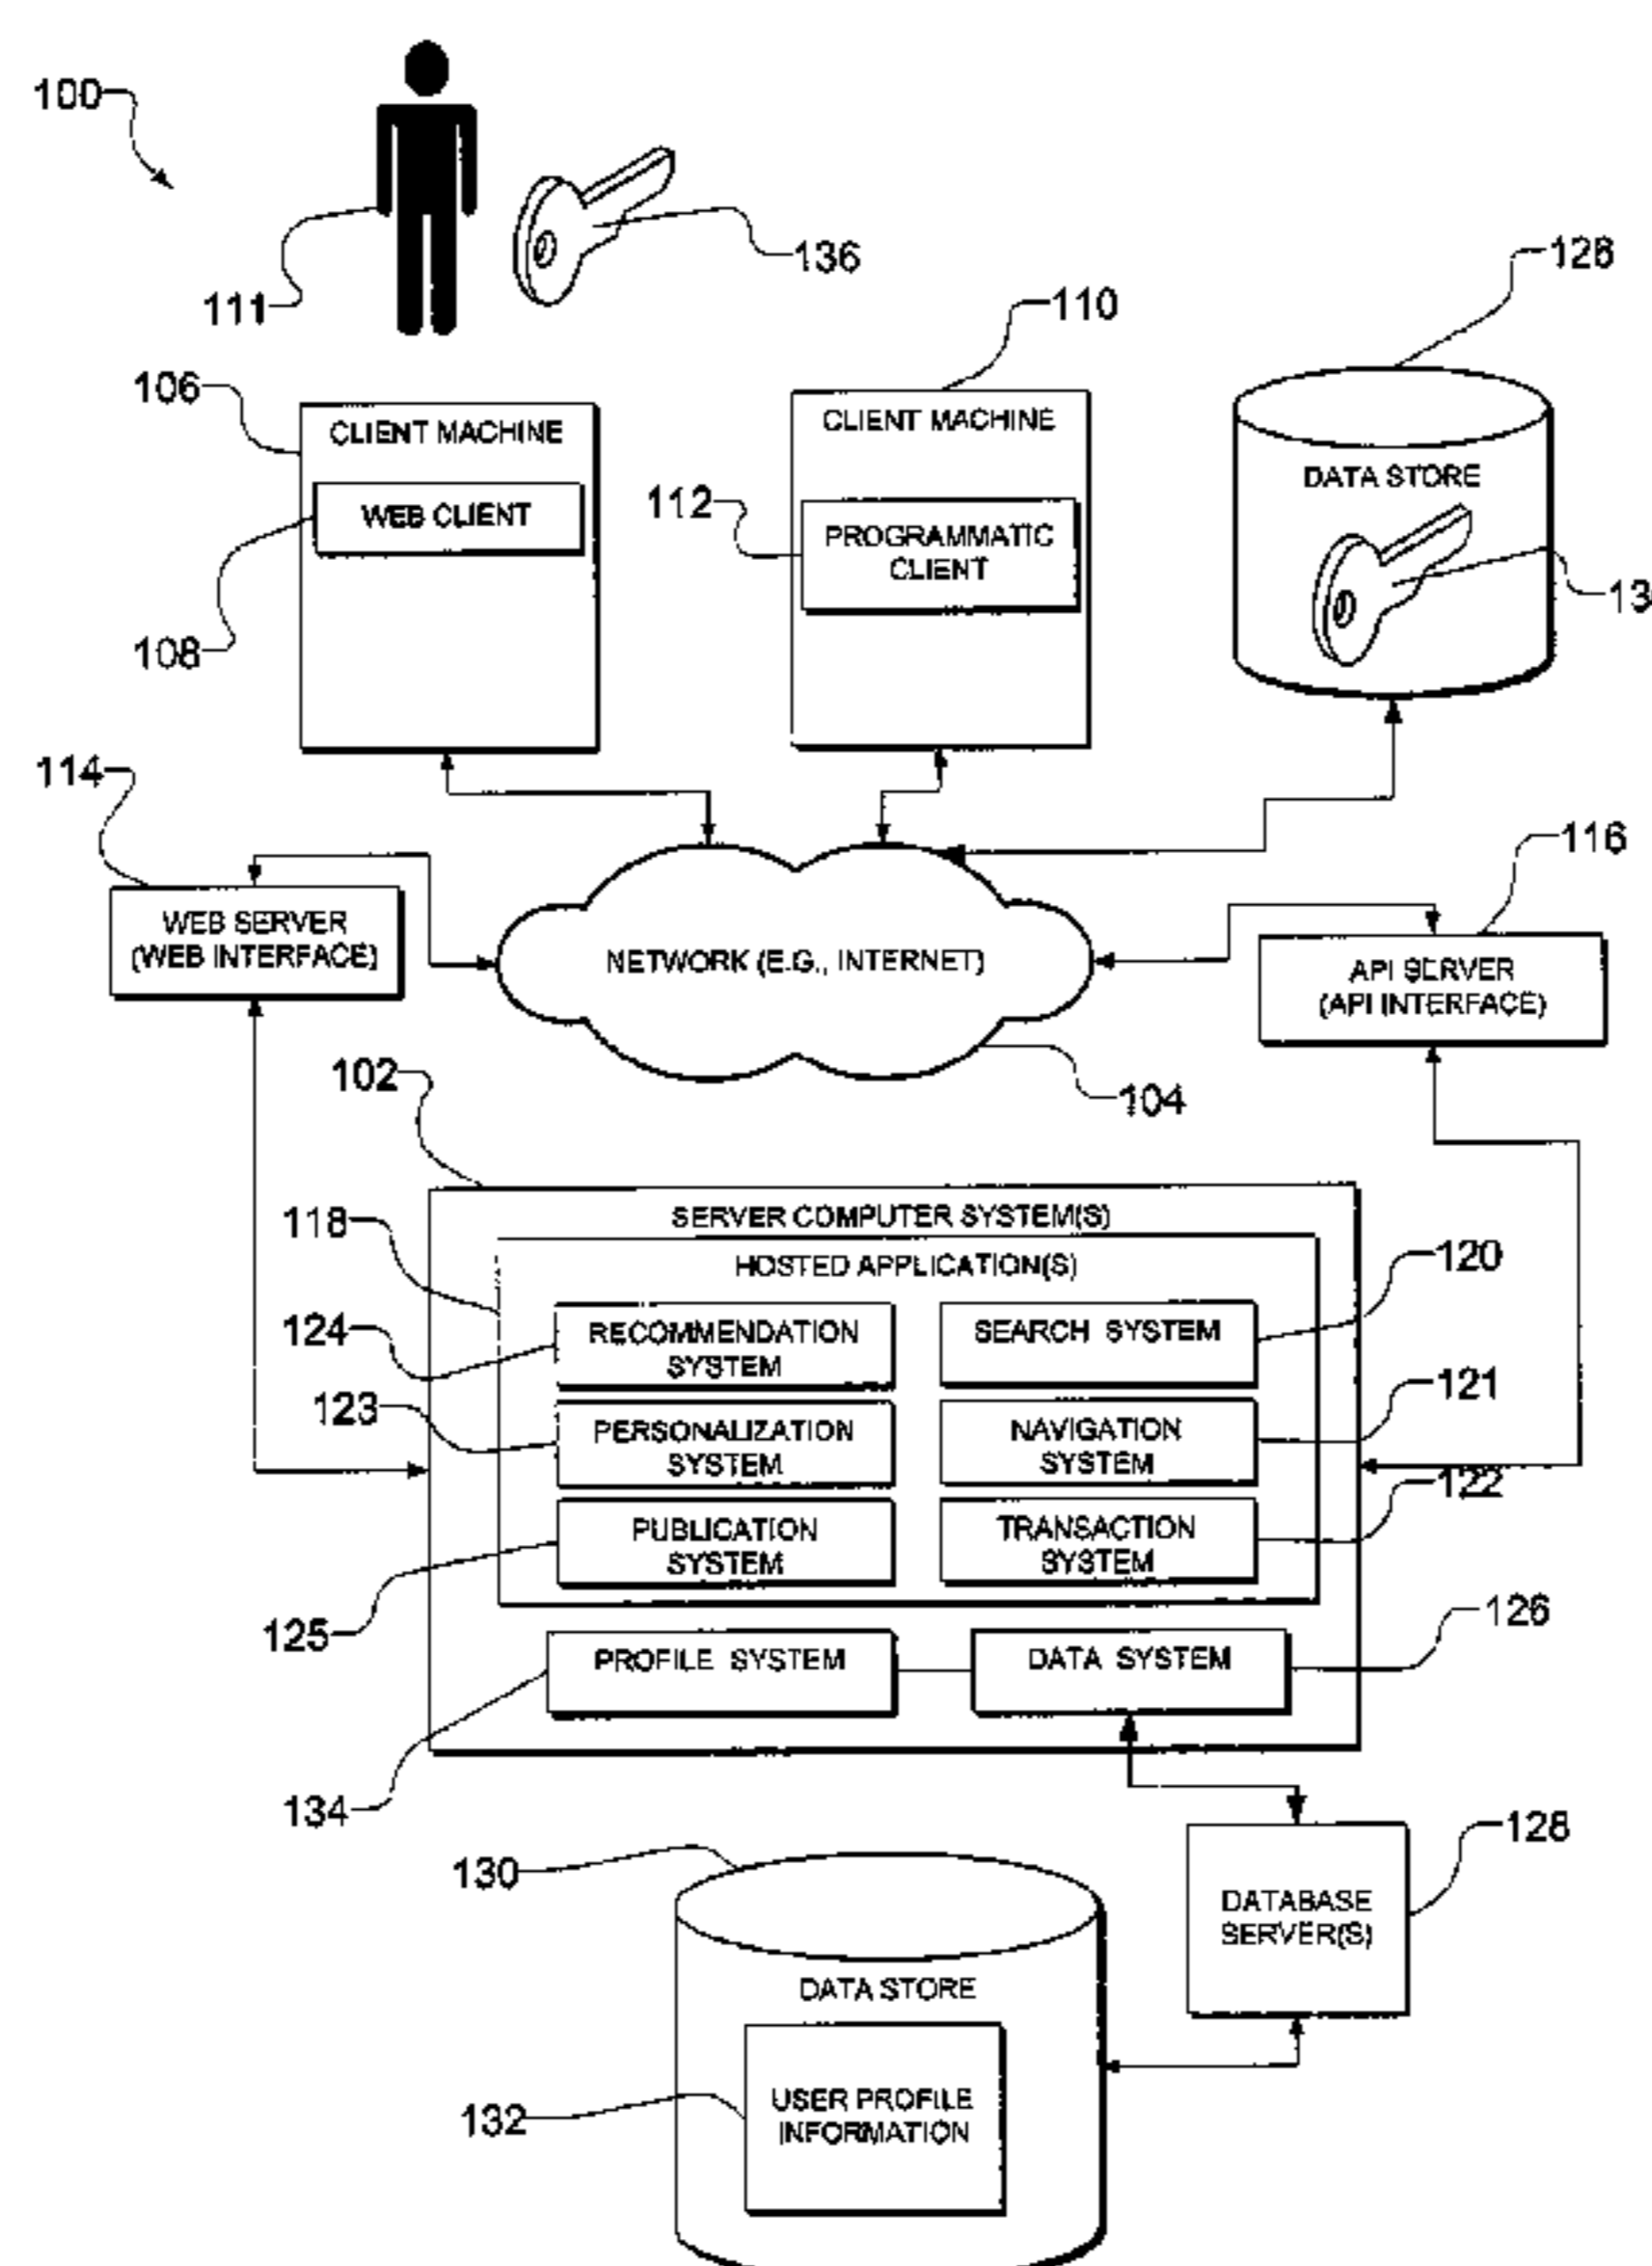 100
111
136
128
106
110
CLIENT MACHINE
WEB CLIENT
108
CLIENT MACHINE
112
PROGRAMMATIC
CLIENT
DATA STORE
114
WEB SERVER
(WEB INTERFACE)
NETWORK (E.G., INTERNET)
104
116
API SERVER
(API INTERFACE)
102
SERVER COMPUTER SYSTEM(S)
118
HOSTED APPLICATION(S)
120
124
RECOMMENDATION
SYSTEM
SEARCH SYSTEM
121
123
PERSONALIZATION
SYSTEM
NAVIGATION
SYSTEM
122
PUBLICATION
SYSTEM
TRANSACTION
SYSTEM
125
126
PROFILE SYSTEM
DATA SYSTEM
134
128
130
DATABASE
SERVER(S)
DATA STORE
132
USER PROFILE
INFORMATION